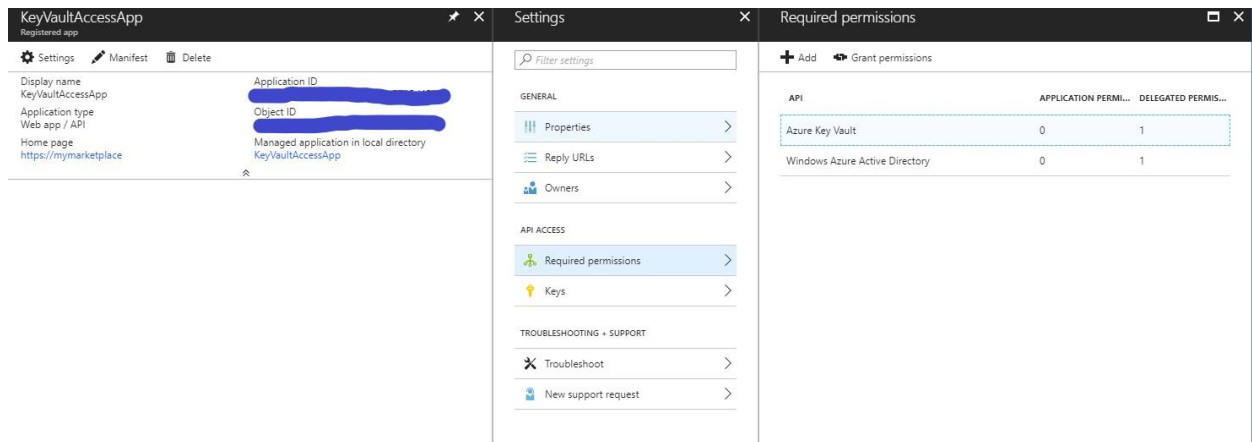 KeyVaultAccessApp
Registered app
Settings Manifest Delete
Display name
KeyVaultAccessApp
Application type
Web app / API
Home page
https://mymarketplace
Application ID
Object ID
Managed application in local directory
KeyVaultAccessApp
Settings
Filter settings
GENERAL
Properties
Reply URLs
Owners
API ACCESS
Required permissions
Keys
TROUBLESHOOTING + SUPPORT
Troubleshoot
New support request
Required permissions
Add Grant permissions
API APPLICATION PERMI... DELEGATED PERMIS...
Azure Key Vault 0 1
Windows Azure Active Directory 0 1